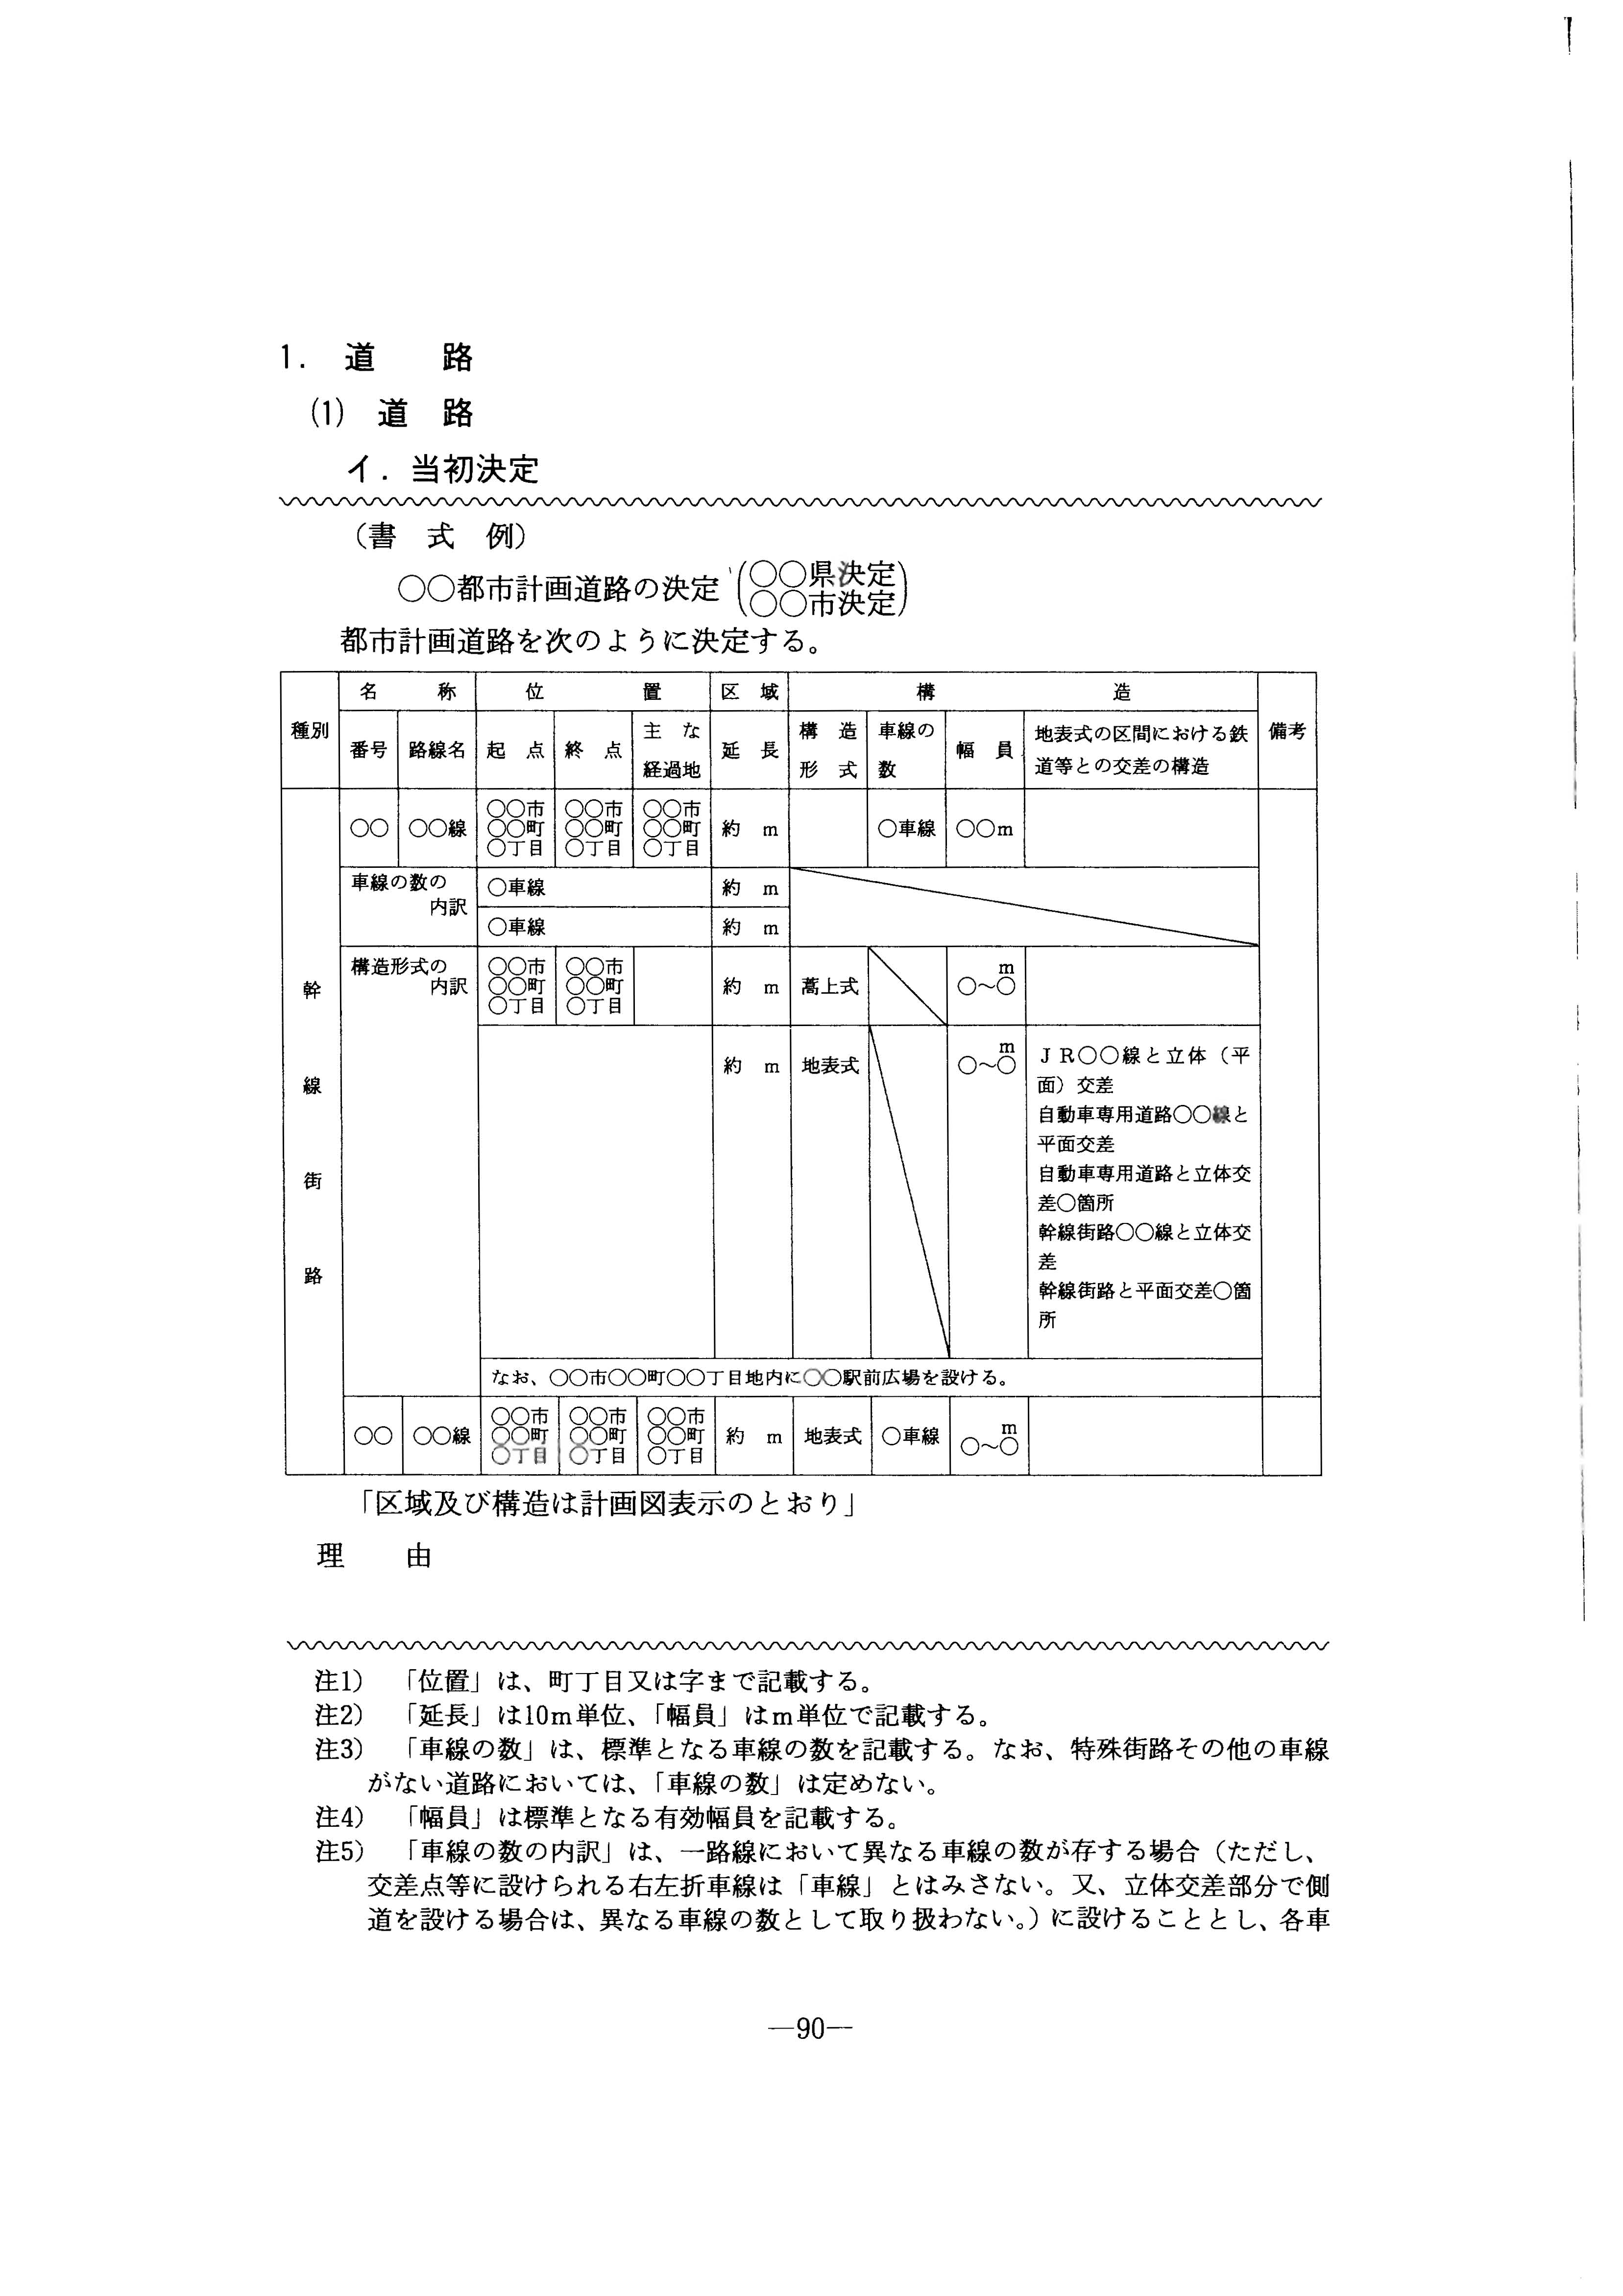 1. 道　路
(1) 道　路
イ. 当初決定
（書　式　例）
○○都市計画道路の決定（○○県決定
○○市決定）
都市計画道路を次のように決定する。
種別　名　称　位　置　区　域　構　造　備考
番号　路線名　起　点　終　点　主　な　経過地　延　長　構　造　形　式　車線の数　幅　員　地表式の区間における鉄道等との交差の構造
幹線街路
○○　○○線　○○市○○町○丁目　○○市○○町○丁目　○○市○○町○丁目　約　m　○車線　○○m
車線の数の内訳　○車線　約　m
○車線　約　m
構造形式の内訳　○○市○○町○丁目　○○市○○町○丁目　約　m　嵩上式　○～○m
約　m　地表式　○～○m　ＪＲ○○線と立体（平
面）交差
自動車専用道路○○線と
平面交差
自動車専用道路と立体交
差○箇所
幹線街路○○線と立体交
差
幹線街路と平面交差○箇
所
なお、○○市○○町○○丁目地内に○○駅前広場を設ける。
○○　○○線　○○市○○町○丁目　○○市○○町○丁目　○○市○○町○丁目　約　m　地表式　○車線　○～○m
「区域及び構造は計画図表示のとおり」
理　由
注1）　「位置」は、町丁目又は字まで記載する。
注2）　「延長」は10m単位、「幅員」はm単位で記載する。
注3）　「車線の数」は、標準となる車線の数を記載する。なお、特殊街路その他の車線
がない道路においては、「車線の数」は定めない。
注4）　「幅員」は標準となる有効幅員を記載する。
注5）　「車線の数の内訳」は、一路線において異なる車線の数が存する場合（ただし、
交差点等に設けられる右左折車線は「車線」とはみさない。又、立体交差部分で側
道を設ける場合は、異なる車線の数として取り扱わない。）に設けることとし、各車
―90―